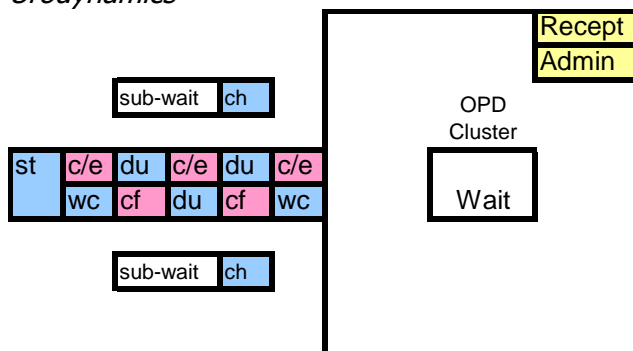 Urodynamics
Recept
Admin
sub-wait ch
OPD
Cluster
st c/e du c/e du c/e
wc cf du cf wc
Wait
sub-wait ch